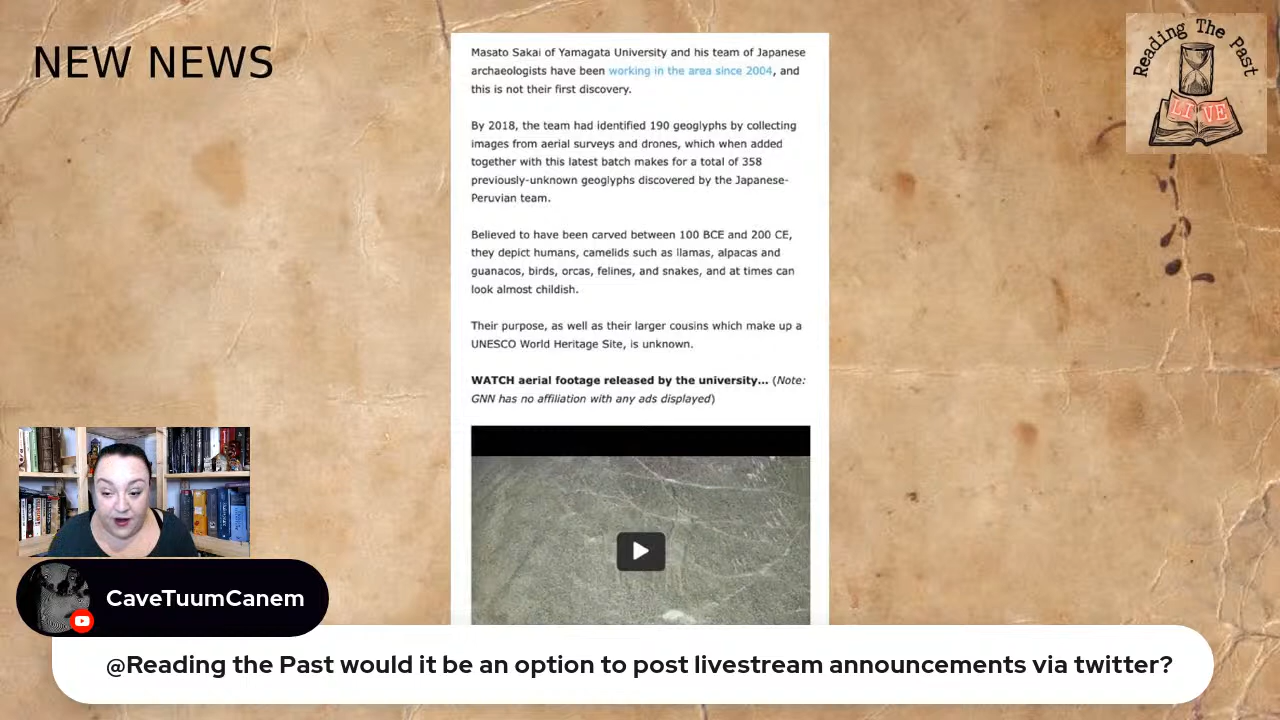 NEW NEWS
Reading The Past
LIVE
Masato Sakai of Yamagata University and his team of Japanese
archaeologists have been working in the area since 2004, and
this is not their first discovery.
By 2018, the team had identified 190 geoglyphs by collecting
images from aerial surveys and drones, which when added
together with this latest batch makes for a total of 358
previously-unknown geoglyphs discovered by the Japanese-
Peruvian team.
Believed to have been carved between 100 BCE and 200 CE,
they depict humans, camelids such as llamas, alpacas and
guanacos, birds, orcas, felines, and snakes, and at times can
look almost childish.
Their purpose, as well as their larger cousins which make up a
UNESCO World Heritage Site, is unknown.
WATCH aerial footage released by the university... (Note:
GNN has no affiliation with any ads displayed)
CaveTuumCanem
@Reading the Past would it be an option to post livestream announcements via twitter?